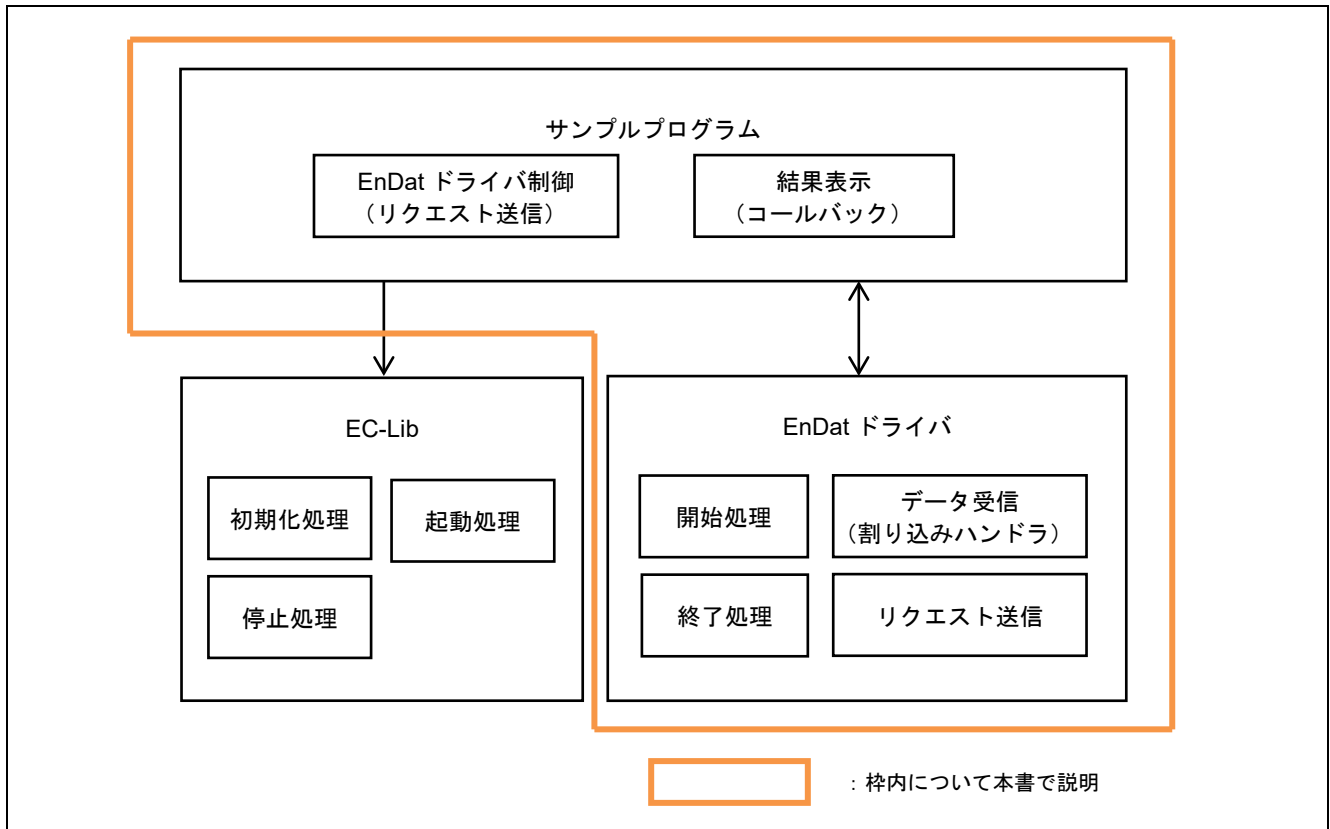 サンプルプログラム
EnDat ドライバ制御
（リクエスト送信）
結果表示
（コールバック）
EC-Lib
初期化処理
起動処理
停止処理
EnDat ドライバ
開始処理
データ受信
（割り込みハンドラ）
終了処理
リクエスト送信
：枠内について本書で説明